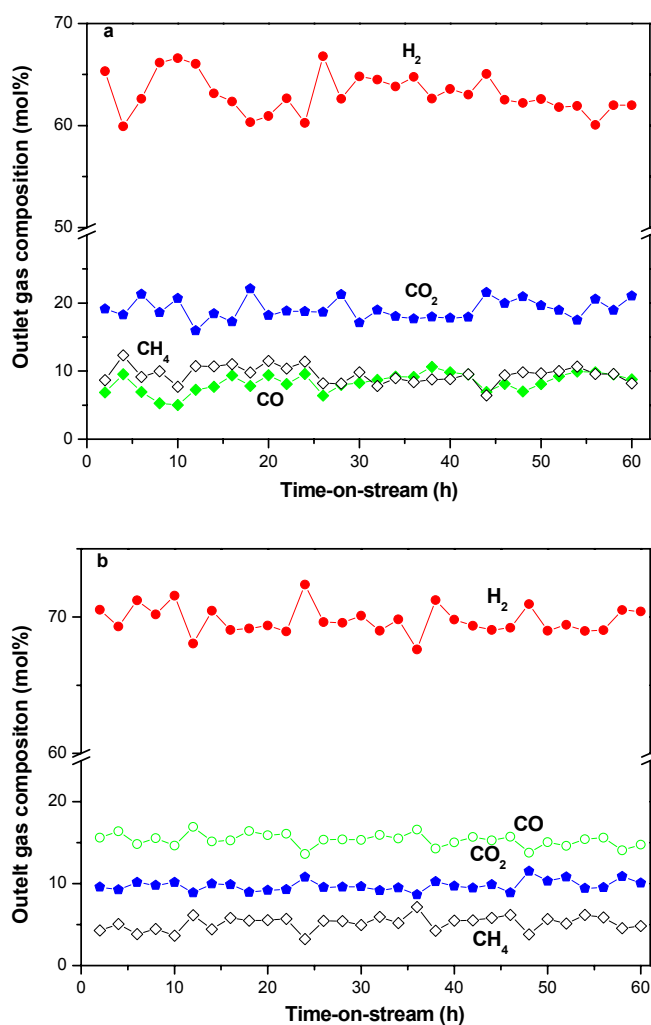 a
H2
CO2
CH4
CO
Outlet gas composition (mol%)
70
60
50
20
10
0
0 10 20 30 40 50 60
Time-on-stream (h)
b
H2
CO
CO2
CH4
Outelt gas compositon (mol%)
70
60
20
10
0
0 10 20 30 40 50 60
Time-on-stream (h)